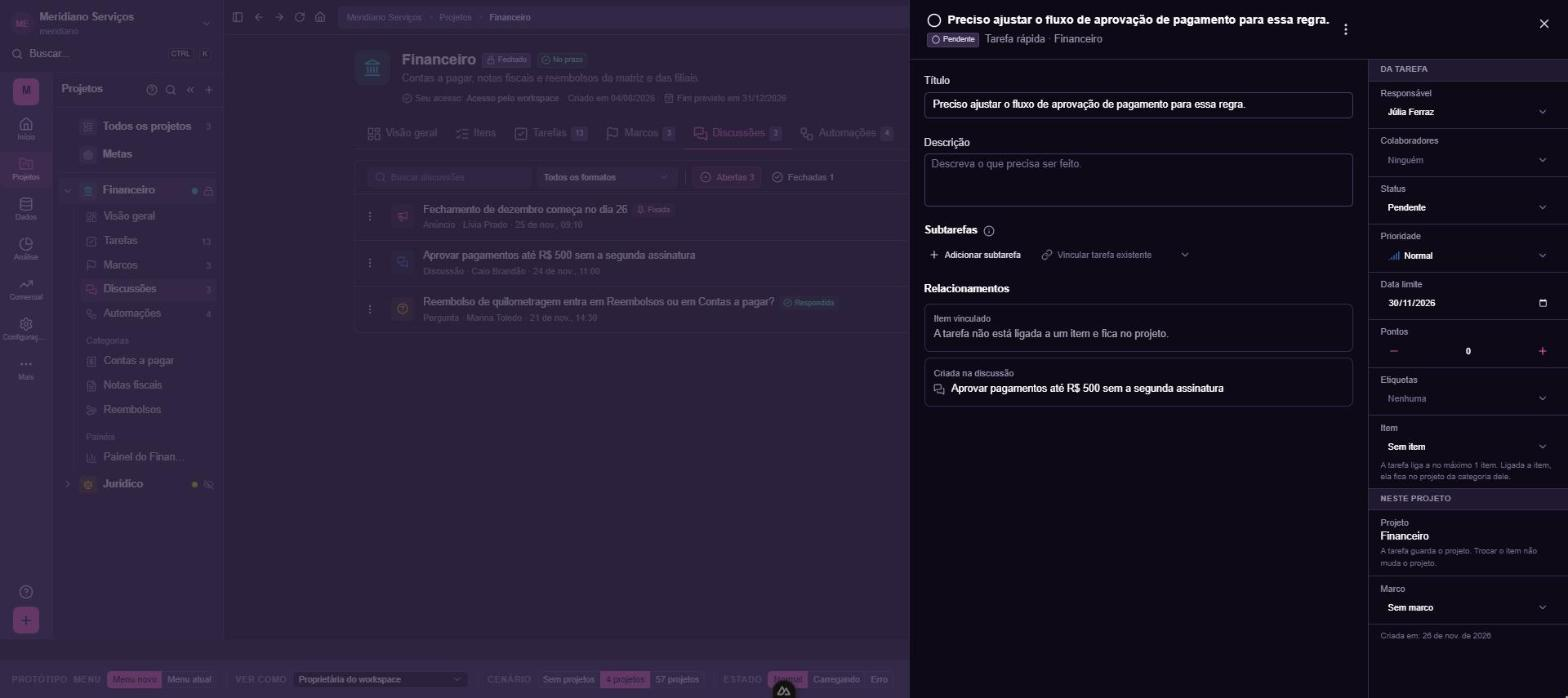 ME
Meridiano Serviços
meridiano
Buscar...
CTRL K
M
Início
Projetos
Dados
Análise
Comercial
Configuraç...
Mais
Projetos
Todos os projetos 3
Metas
Financeiro
Visão geral
Tarefas 13
Marcos 3
Discussões 3
Automações 4
Categorias
Contas a pagar
Notas fiscais
Reembolsos
Painéis
Painel do Finan...
Jurídico
Meridiano Serviços Projetos Financeiro
Financeiro Fechado No prazo
Contas a pagar, notas fiscais e reembolsos da matriz e das filiais.
Seu acesso: Acesso pelo workspace · Criado em 04/08/2026 Fim previsto em 31/12/2026
Visão geral Itens Tarefas 13 Marcos 3 Discussões 3 Automações 4
Buscar discussões Todos os formatos Abertas 3 Fechadas 1
Fechamento de dezembro começa no dia 26 Fixada
Anúncio · Lívia Prado · 25 de nov., 09:10
Aprovar pagamentos até R$ 500 sem a segunda assinatura
Discussão · Caio Brandão · 24 de nov., 11:00
Reembolso de quilometragem entra em Reembolsos ou em Contas a pagar? Respondida
Pergunta · Marina Toledo · 21 de nov., 14:30
PROTÓTIPO MENU Menu novo Menu atual VER COMO Proprietária do workspace CENÁRIO Sem projetos 4 projetos 57 projetos ESTADO Normal Carregando Erro
Preciso ajustar o fluxo de aprovação de pagamento para essa regra.
Pendente Tarefa rápida · Financeiro
Título
Preciso ajustar o fluxo de aprovação de pagamento para essa regra.
Descrição
Descreva o que precisa ser feito.
Subtarefas
Adicionar subtarefa Vincular tarefa existente
Relacionamentos
Item vinculado
A tarefa não está ligada a um item e fica no projeto.
Criada na discussão
Aprovar pagamentos até R$ 500 sem a segunda assinatura
DA TAREFA
Responsável
Júlia Ferraz
Colaboradores
Ninguém
Status
Pendente
Prioridade
Normal
Data limite
30/11/2026
Pontos
0
Etiquetas
Nenhuma
Item
Sem item
A tarefa liga a no máximo 1 item. Ligada a item,
ela fica no projeto da categoria dele.
NESTE PROJETO
Projeto
Financeiro
A tarefa guarda o projeto. Trocar o item não
muda o projeto.
Marco
Sem marco
Criada em: 26 de nov. de 2026